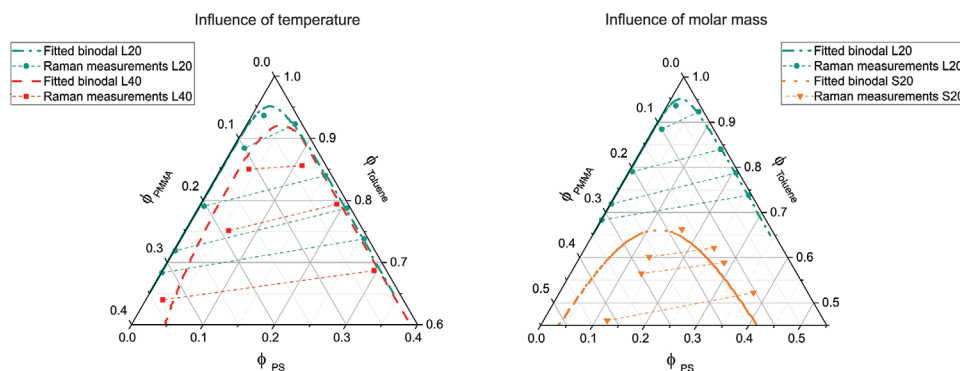 Influence of temperature
Influence of molar mass
Fitted binodal L20
Raman measurements L20
Fitted binodal L40
Raman measurements L40
0.0
1.0
0.1
0.9
0.2
0.8
0.3
0.7
0.4
0.6
ϕ PMMA
ϕ Toluene
0.0
0.1
0.2
0.3
0.4
ϕ PS
Fitted binodal L20
Raman measurements L20
Fitted binodal S20
Raman measurements S20
0.0
1.0
0.1
0.9
0.2
0.8
0.3
0.7
0.4
0.6
0.5
0.5
ϕ PMMA
ϕ Toluene
0.0
0.1
0.2
0.3
0.4
0.5
ϕ PS